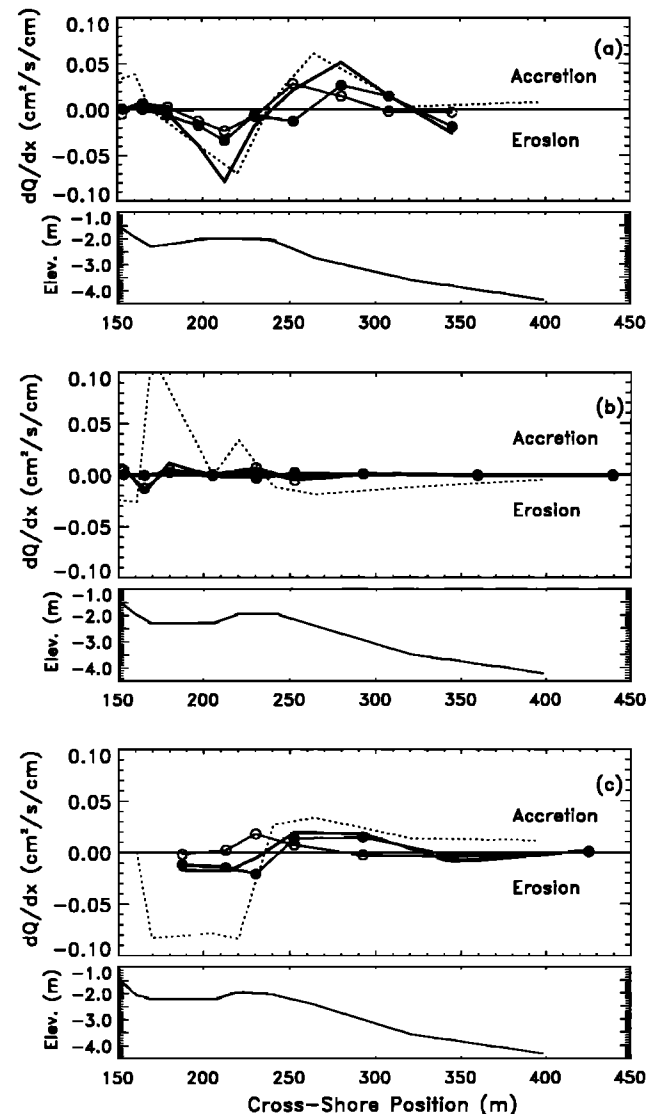 0.10
0.05
0.00
-0.05
-0.10
dQ/dx (cm²/s/cm)
(a)
Accretion
Erosion
-1.0
-2.0
-3.0
-4.0
Elev. (m)
150 200 250 300 350 400 450
0.10
0.05
0.00
-0.05
-0.10
dQ/dx (cm²/s/cm)
(b)
Accretion
Erosion
-1.0
-2.0
-3.0
-4.0
Elev. (m)
150 200 250 300 350 400 450
0.10
0.05
0.00
-0.05
-0.10
dQ/dx (cm²/s/cm)
(c)
Accretion
Erosion
-1.0
-2.0
-3.0
-4.0
Elev. (m)
150 200 250 300 350 400 450
Cross-Shore Position (m)